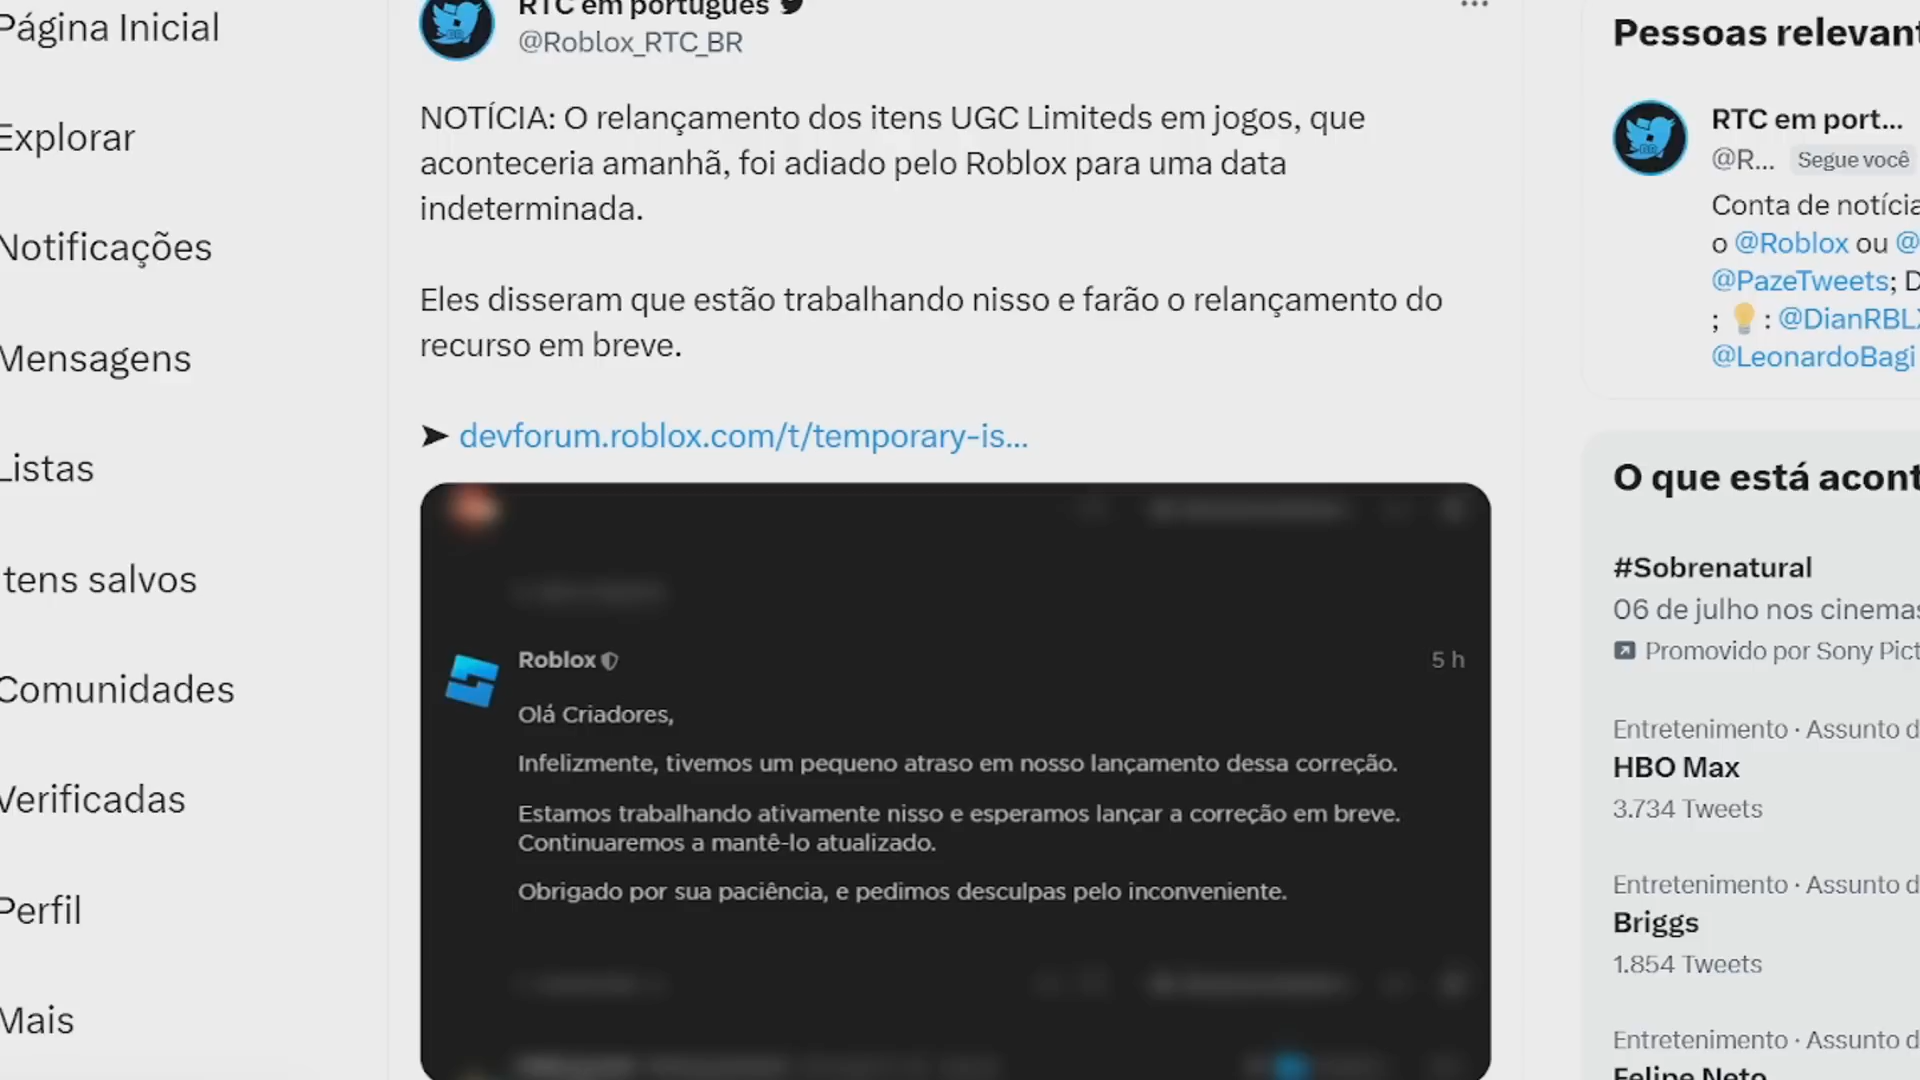 Página Inicial
Explorar
Notificações
Mensagens
Listas
Itens salvos
Comunidades
Verificadas
Perfil
Mais
RTC em português
@Roblox_RTC_BR
NOTÍCIA: O relançamento dos itens UGC Limiteds em jogos, que
aconteceria amanhã, foi adiado pelo Roblox para uma data
indeterminada.
Eles disseram que estão trabalhando nisso e farão o relançamento do
recurso em breve.
➤ devforum.roblox.com/t/temporary-is...
Roblox
5 h
Olá Criadores,
Infelizmente, tivemos um pequeno atraso em nosso lançamento dessa correção.
Estamos trabalhando ativamente nisso e esperamos lançar a correção em breve.
Continuaremos a mantê-lo atualizado.
Obrigado por sua paciência, e pedimos desculpas pelo inconveniente.
Pessoas relevant
RTC em port...
@R... Segue você
Conta de notícia
o @Roblox ou @
@PazeTweets; D
; 💡: @DianRBLX
@LeonardoBagi
O que está acont
#Sobrenatural
06 de julho nos cinemas
Promovido por Sony Pict
Entretenimento · Assunto d
HBO Max
3.734 Tweets
Entretenimento · Assunto d
Briggs
1.854 Tweets
Entretenimento · Assunto d
Felipe Neto